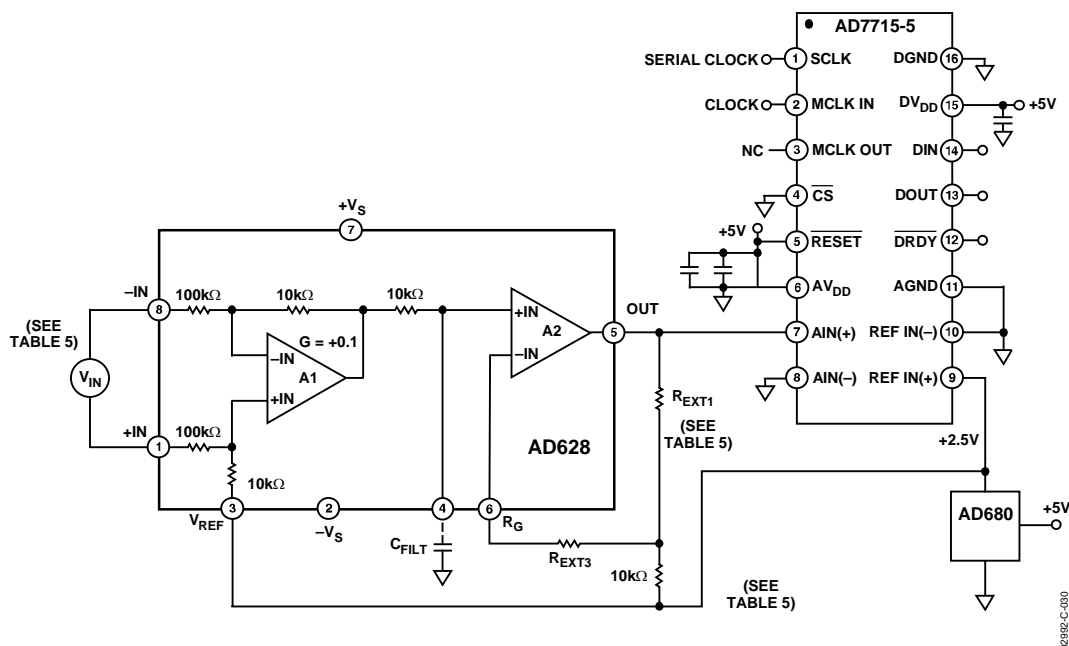 AD7715-5
SERIAL CLOCK
1
SCLK
DGND
16
CLOCK
2
MCLK IN
DVDD
15
+5V
NC
3
MCLK OUT
DIN
14
4
CS
DOUT
13
+5V
5
RESET
DRDY
12
6
AVDD
AGND
11
7
AIN(+)
REF IN(–)
10
8
AIN(–)
REF IN(+)
9
+2.5V
AD680
+5V
+VS
7
–IN
8
100kΩ
10kΩ
10kΩ
(SEE
TABLE 5)
VIN
G = +0.1
–IN
A1
+IN
+IN
A2
–IN
OUT
5
+IN
1
100kΩ
10kΩ
AD628
REXT1
(SEE
TABLE 5)
3
VREF
2
–VS
4
6
RG
CFILT
REXT3
10kΩ
(SEE
TABLE 5)
02992-C-030